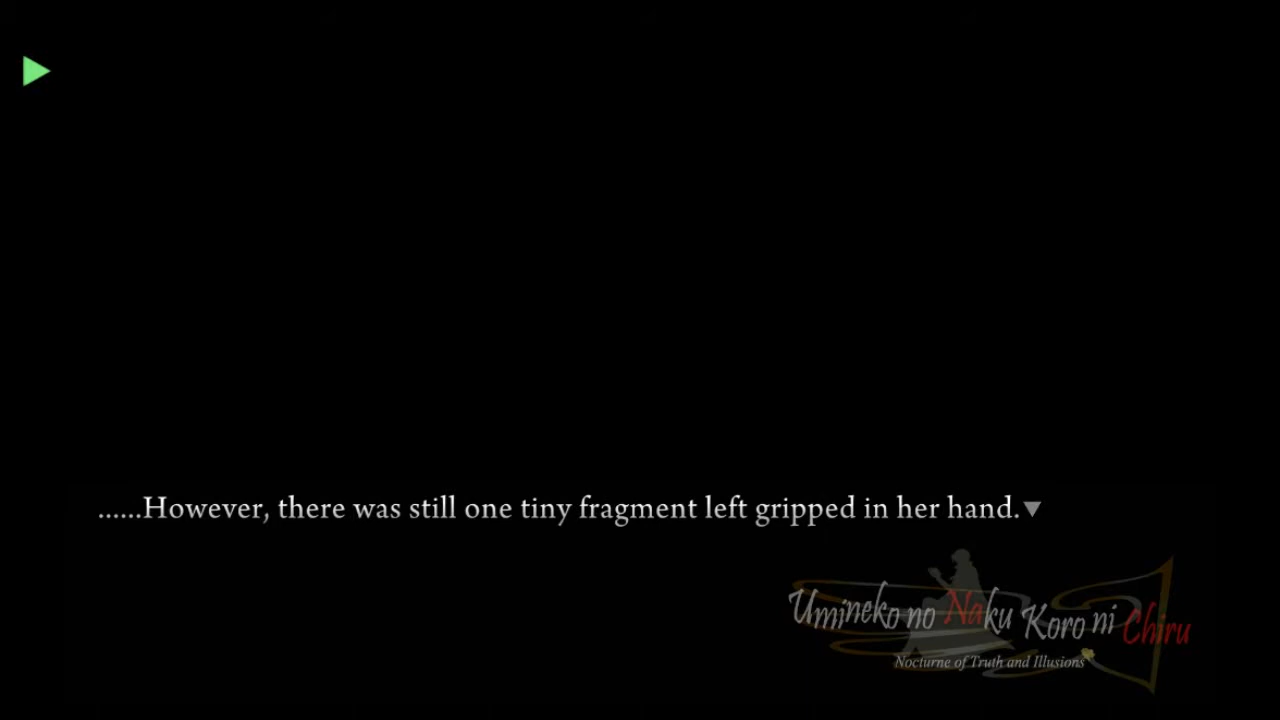 ......However, there was still one tiny fragment left gripped in her hand.
Umineko no Naku Koro ni Chiru
Nocturne of Truth and Illusions